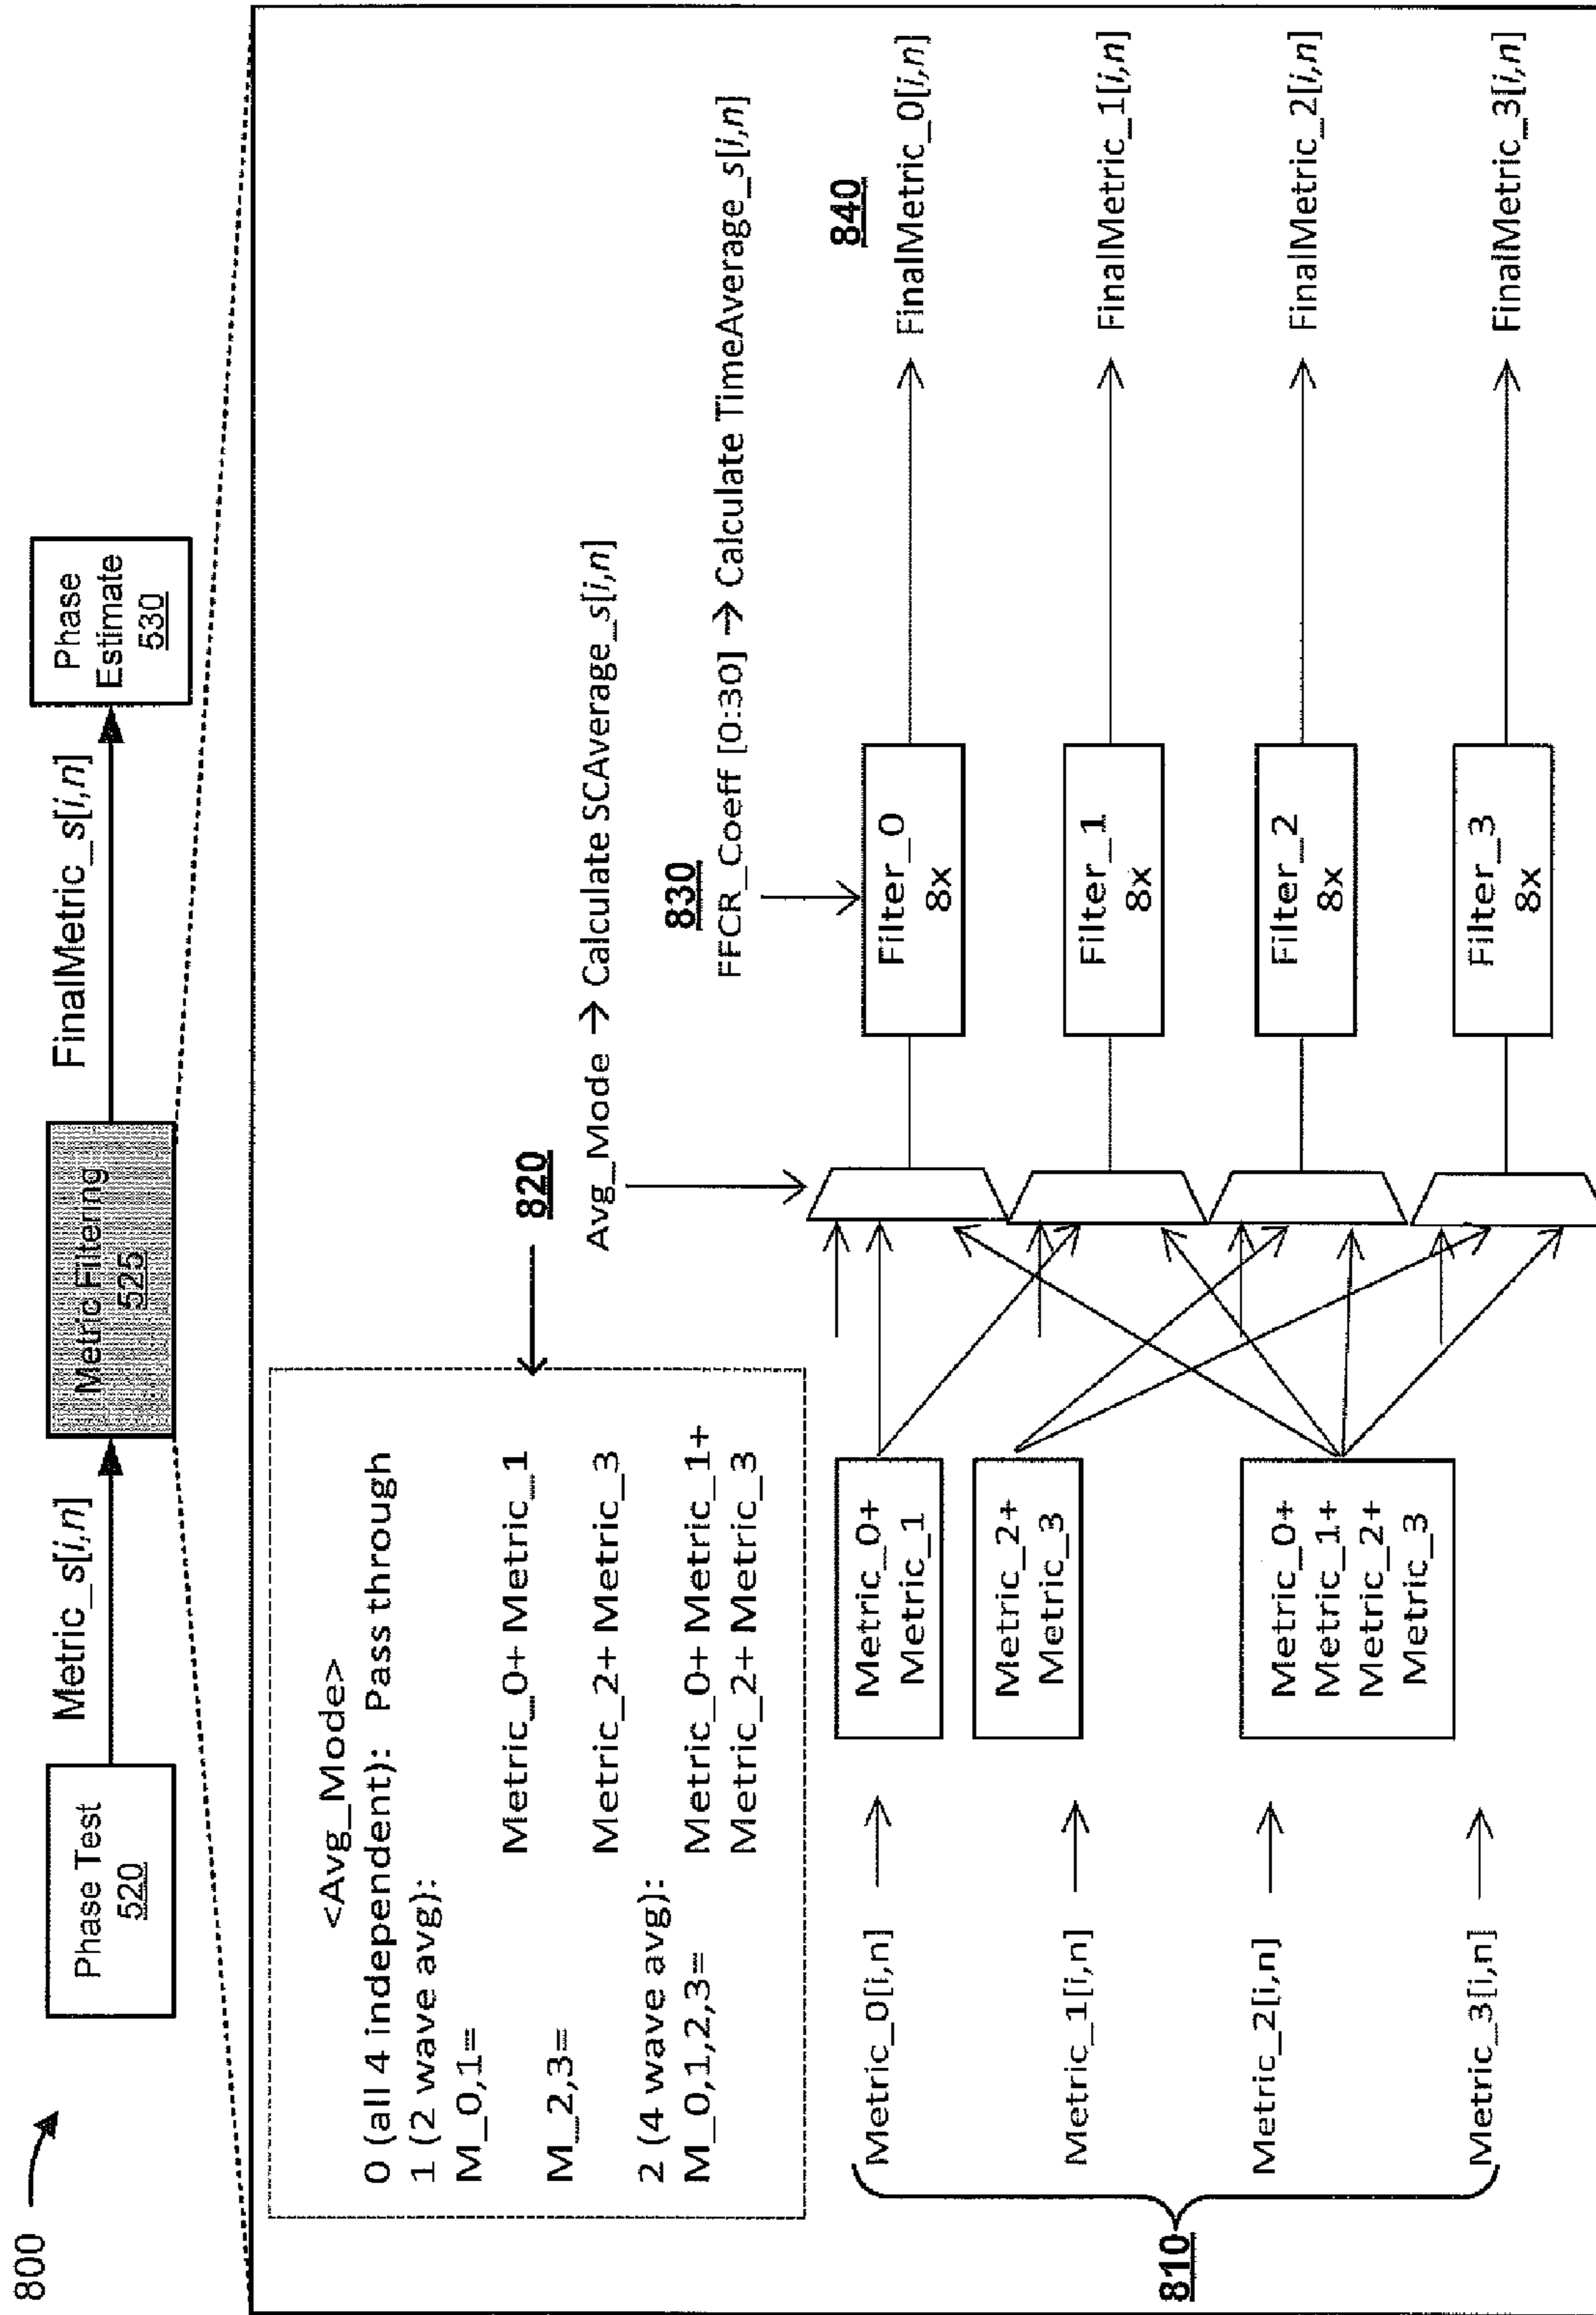 800
Phase Test
520
Metric_s[i,n]
Metric Filtering
525
FinalMetric_s[i,n]
Phase
Estimate
530
<Avg_Mode>
0 (all 4 independent): Pass through
1 (2 wave avg):
M_0,1=
Metric_0+ Metric_1
M_2,3=
Metric_2+ Metric_3
2 (4 wave avg):
M_0,1,2,3= Metric_0+ Metric_1+
Metric_2+ Metric_3
820
Avg_Mode → Calculate SCAverage_s[i,n]
830
FFCR_Coeff [0:30] → Calculate TimeAverage_s[i,n]
840
810
Metric_0[i,n]
Metric_1[i,n]
Metric_2[i,n]
Metric_3[i,n]
Metric_0+
Metric_1
Metric_2+
Metric_3
Metric_0+
Metric_1+
Metric_2+
Metric_3
Filter_0
8x
FinalMetric_0[i,n]
Filter_1
8x
FinalMetric_1[i,n]
Filter_2
8x
FinalMetric_2[i,n]
Filter_3
8x
FinalMetric_3[i,n]